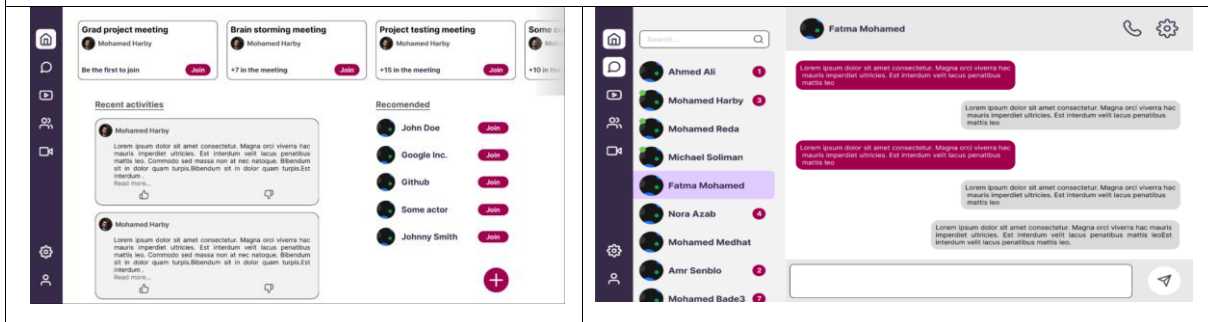 Grad project meeting
Mohamed Harby
Be the first to join
Join
Brain storming meeting
Mohamed Harby
+7 in the meeting
Join
Project testing meeting
Mohamed Harby
+15 in the meeting
Join
Some
+10 in the
Recent activities
Mohamed Harby
Lorem ipsum dolor sit amet consectetur. Magna orci viverra hac
mauris imperdiet ultricies. Est interdum velit lacus penatibus
mattis leo. Commodo sed massa non at nec natoque. Bibendum
sit in dolor quam turpis.Bibendum sit in dolor quam turpis.Est
interdum .
Read more...
Mohamed Harby
Lorem ipsum dolor sit amet consectetur. Magna orci viverra hac
mauris imperdiet ultricies. Est interdum velit lacus penatibus
mattis leo. Commodo sed massa non at nec natoque. Bibendum
sit in dolor quam turpis.Bibendum sit in dolor quam turpis.Est
interdum .
Read more...
Recomended
John Doe
Join
Google Inc.
Join
Github
Join
Some actor
Join
Johnny Smith
Join
Search...
Ahmed Ali 1
Mohamed Harby 3
Mohamed Reda
Michael Soliman
Fatma Mohamed
Nora Azab 4
Mohamed Medhat
Amr Senblo 2
Mohamed Bade3 7
Fatma Mohamed
Lorem ipsum dolor sit amet consectetur. Magna orci viverra hac
mauris imperdiet ultricies. Est interdum velit lacus penatibus
mattis leo
Lorem ipsum dolor sit amet consectetur. Magna orci viverra hac
mauris imperdiet ultricies. Est interdum velit lacus penatibus
mattis leo
Lorem ipsum dolor sit amet consectetur. Magna orci viverra hac
mauris imperdiet ultricies. Est interdum velit lacus penatibus
mattis leo
Lorem ipsum dolor sit amet consectetur. Magna orci viverra hac
mauris imperdiet ultricies. Est interdum velit lacus penatibus
mattis leo
Lorem ipsum dolor sit amet consectetur. Magna orci viverra hac mauris
imperdiet ultricies. Est interdum velit lacus penatibus mattis leoEst
interdum velit lacus penatibus mattis leo.